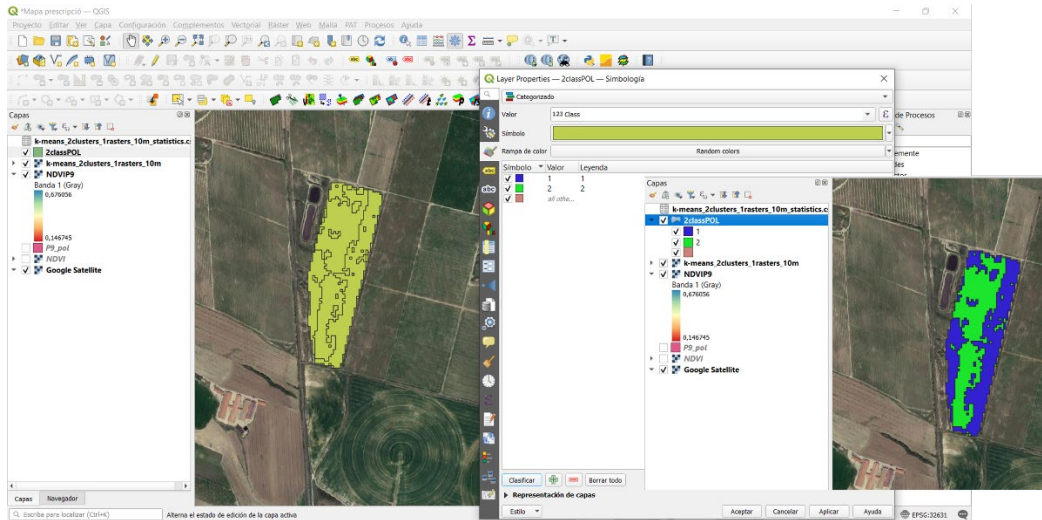 *Mapa prescripció — QGIS
Proyecto Editar Ver Capa Configuración Complementos Vectorial Ráster Web Malla PAT Procesos Ayuda
Capas
k-means_2clusters_1rasters_10m_statistics.c
2classPOL
k-means_2clusters_1rasters_10m
NDVIP9
Banda 1 (Gray)
0,676056
0,146745
P9_pol
NDVI
Google Satellite
Capas Navegador
Escriba para localizar (Ctrl+K)
Alterna el estado de edición de la capa activa
EPSG:32631
de Procesos
Layer Properties — 2classPOL — Simbología
Categorizado
Valor 123 Class
Símbolo
Rampa de color Random colors
Símbolo Valor Leyenda
1 1
2 2
all othe...
Clasificar Borrar todo
Representación de capas
Estilo Aceptar Cancelar Aplicar Ayuda
Capas
k-means_2clusters_1rasters_10m_statistics.c
2classPOL
1
2
k-means_2clusters_1rasters_10m
NDVIP9
Banda 1 (Gray)
0,676056
0,146745
P9_pol
NDVI
Google Satellite